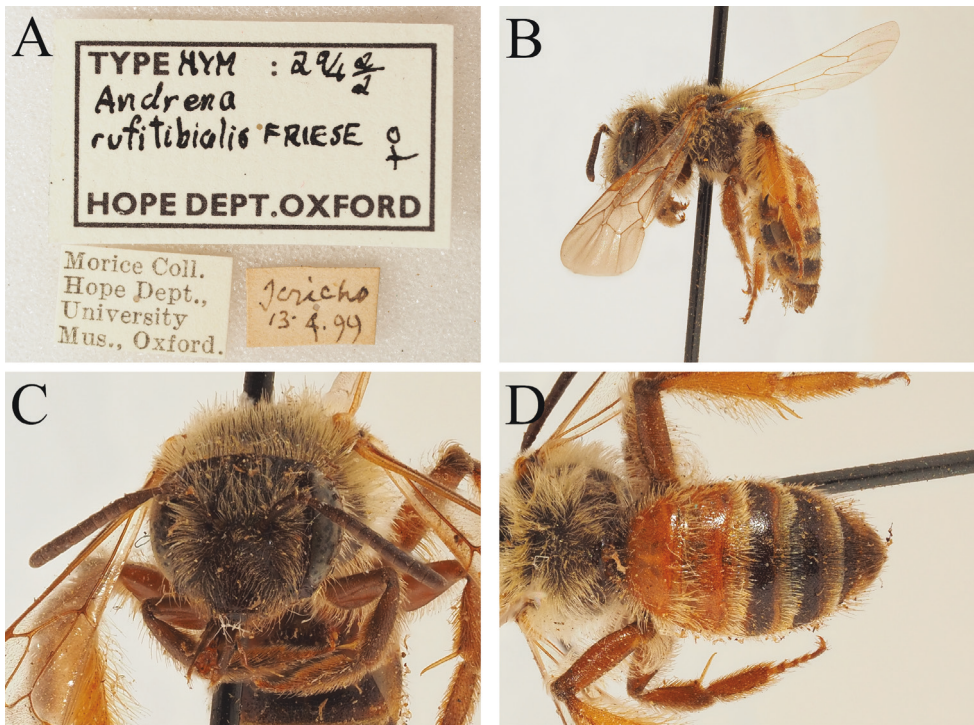 A
TYPE HYM : 294 2/2
Andrena
rufitibialis FRIESE ♀
HOPE DEPT. OXFORD
Morice Coll.
Hope Dept.,
University
Mus., Oxford.
Jericho
13.4.99
B
C
D